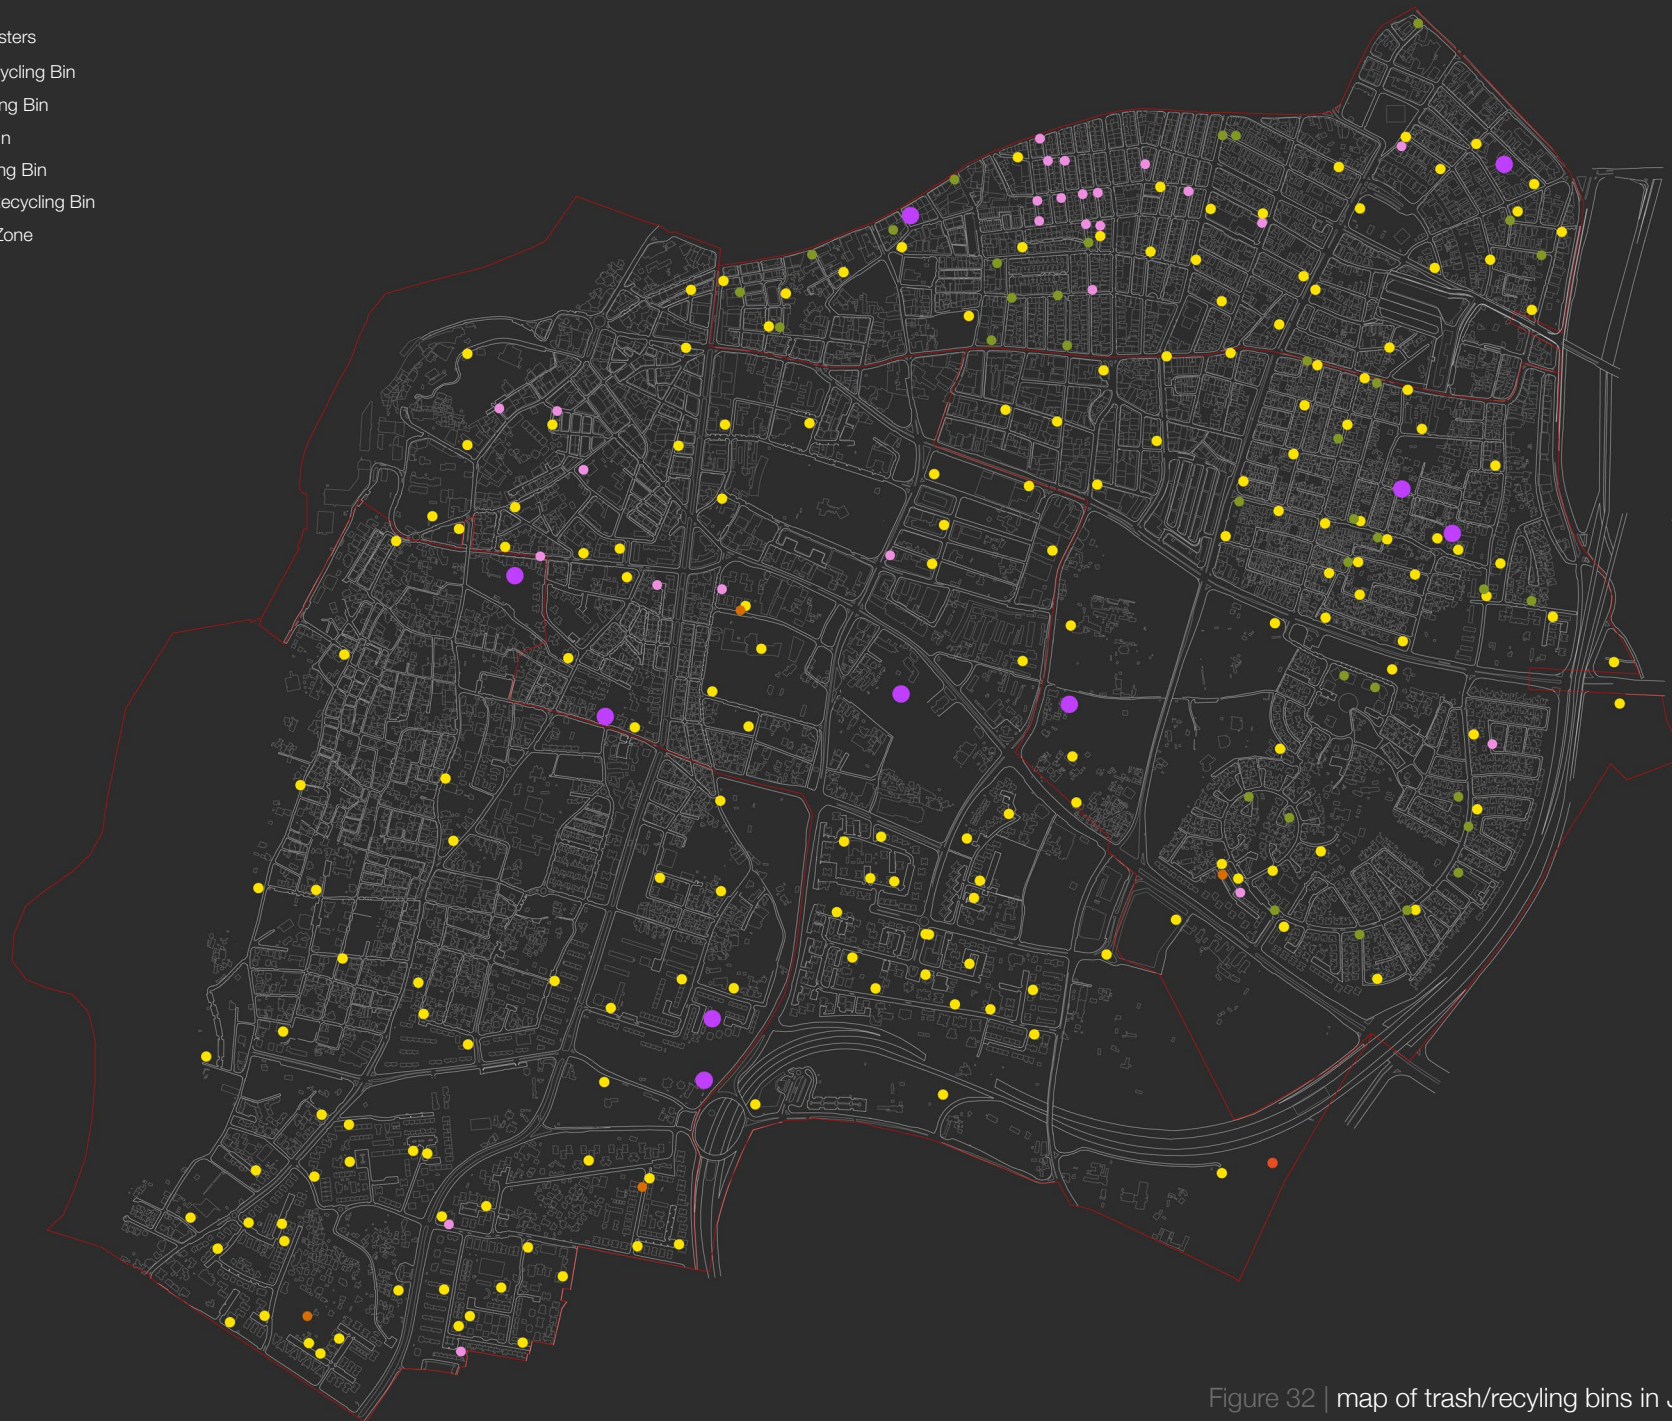 sters
ycling Bin
ng Bin
n
ng Bin
ecycling Bin
Zone
Figure 32 | map of trash/recyling bins in